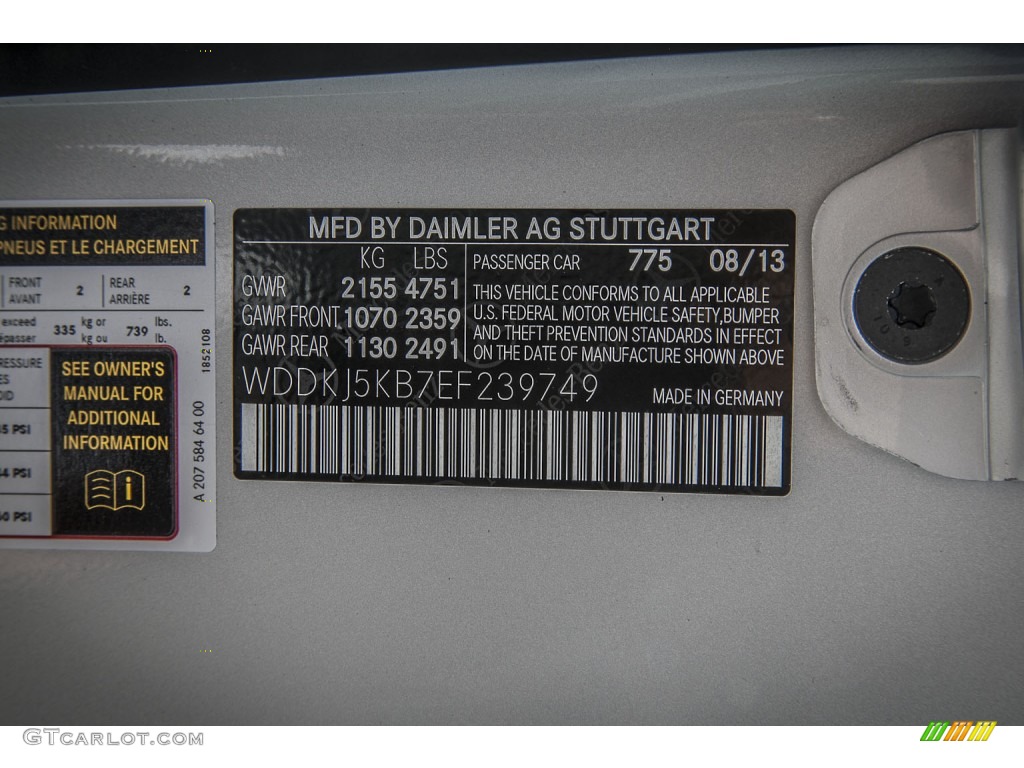 G INFORMATION
PNEUS ET LE CHARGEMENT
FRONT
AVANT
2
REAR
ARRIÈRE
2
exceed 335 kg or 739 lbs.
kg ou lb.
SEE OWNER'S
MANUAL FOR
ADDITIONAL
INFORMATION
i
PSI
PSI
PSI
1852108
A 207 584 64 00
MFD BY DAIMLER AG STUTTGART
KG LBS
GVWR 2155 4751
GAWR FRONT 1070 2359
GAWR REAR 1130 2491
PASSENGER CAR 775 08/13
THIS VEHICLE CONFORMS TO ALL APPLICABLE
U.S. FEDERAL MOTOR VEHICLE SAFETY, BUMPER
AND THEFT PREVENTION STANDARDS IN EFFECT
ON THE DATE OF MANUFACTURE SHOWN ABOVE
WDDKJ5KB7EF239749
MADE IN GERMANY
GTCARLOT.COM